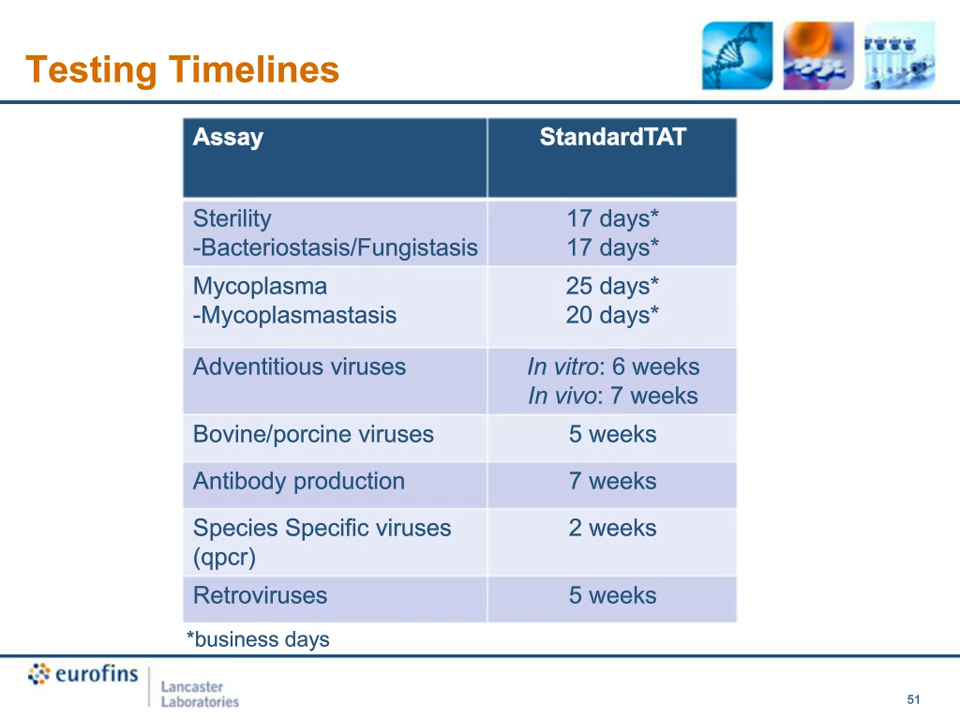 Testing Timelines
Assay StandardTAT
Sterility 17 days*
-Bacteriostasis/Fungistasis 17 days*
Mycoplasma 25 days*
-Mycoplasmastasis 20 days*
Adventitious viruses In vitro: 6 weeks
In vivo: 7 weeks
Bovine/porcine viruses 5 weeks
Antibody production 7 weeks
Species Specific viruses 2 weeks
(qpcr)
Retroviruses 5 weeks
*business days
eurofins
Lancaster
Laboratories
51